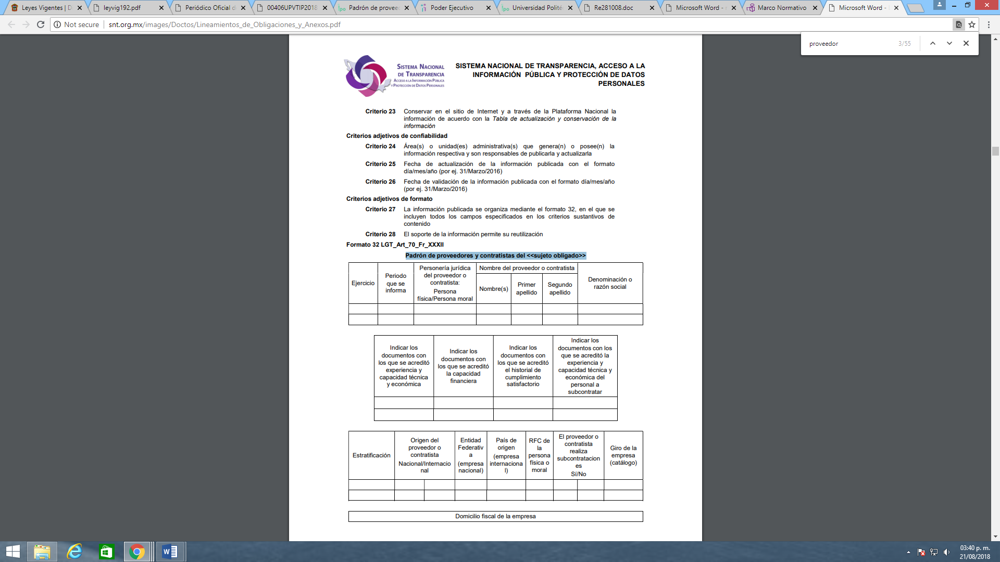 Leyes Vigentes | D
leyvig192.pdf
Periódico Oficial d
00406UPVTIP2018
Padrón de provee
Poder Ejecutivo
Universidad Polité
Re281008.doc
Microsoft Word -
Marco Normativo
Microsoft Word -
Not secure
snt.org.mx/images/Doctos/Lineamientos_de_Obligaciones_y_Anexos.pdf
proveedor
3/55
SISTEMA NACIONAL
DE TRANSPARENCIA
ACCESO A LA INFORMACIÓN PÚBLICA
Y PROTECCIÓN DE DATOS PERSONALES
SISTEMA NACIONAL DE TRANSPARENCIA, ACCESO A LA
INFORMACIÓN PÚBLICA Y PROTECCIÓN DE DATOS
PERSONALES
Criterio 23 Conservar en el sitio de Internet y a través de la Plataforma Nacional la
información de acuerdo con la Tabla de actualización y conservación de la
información
Criterios adjetivos de confiabilidad
Criterio 24 Área(s) o unidad(es) administrativa(s) que genera(n) o posee(n) la
información respectiva y son responsables de publicarla y actualizarla
Criterio 25 Fecha de actualización de la información publicada con el formato
día/mes/año (por ej. 31/Marzo/2016)
Criterio 26 Fecha de validación de la información publicada con el formato día/mes/año
(por ej. 31/Marzo/2016)
Criterios adjetivos de formato
Criterio 27 La información publicada se organiza mediante el formato 32, en el que se
incluyen todos los campos especificados en los criterios sustantivos de
contenido
Criterio 28 El soporte de la información permite su reutilización
Formato 32 LGT_Art_70_Fr_XXXII
Padrón de proveedores y contratistas del <<sujeto obligado>>
Ejercicio
Periodo
que se
informa
Personería jurídica
del proveedor o
contratista:
Persona
física/Persona moral
Nombre del proveedor o contratista
Nombre(s)
Primer
apellido
Segundo
apellido
Denominación o
razón social
Indicar los
documentos con
los que se acreditó
experiencia y
capacidad técnica
y económica
Indicar los
documentos con
los que se acreditó
la capacidad
financiera
Indicar los
documentos con
los que se acreditó
el historial de
cumplimiento
satisfactorio
Indicar los
documentos con los
que se acreditó la
experiencia y
capacidad técnica y
económica del
personal a
subcontratar
Estratificación
Origen del
proveedor o
contratista
Nacional/Internacio
nal
Entidad
Federativ
a
(empresa
nacional)
País de
origen
(empresa
internaciona
l)
RFC de
la
persona
física o
moral
El proveedor o
contratista
realiza
subcontratacion
es
Sí/No
Giro de la
empresa
(catálogo)
Domicilio fiscal de la empresa
03:40 p. m.
21/08/2018